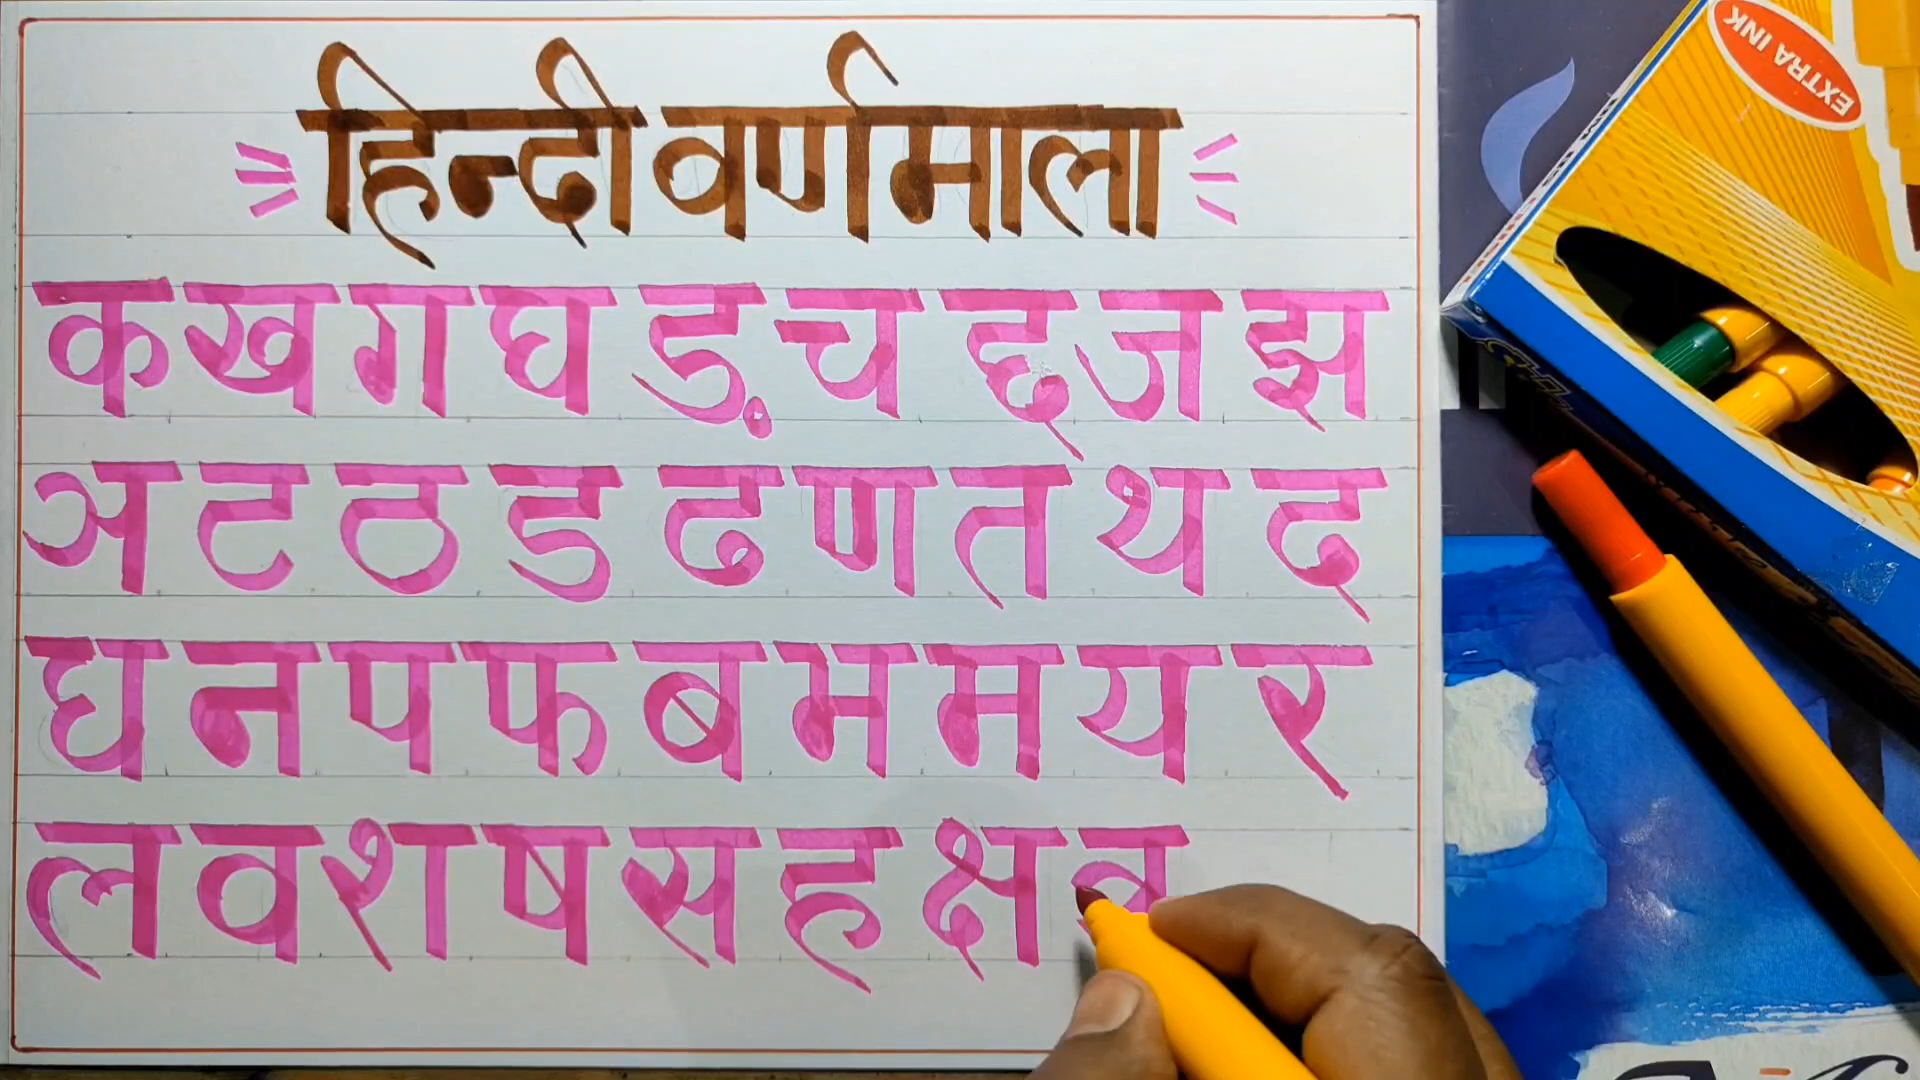 हिन्दी वर्णमाला
क ख ग घ ड़ च छ ज झ
ञ ट ठ ड ढ ण त थ द
ध न प फ ब भ म य र
ल व श ष स ह क्ष त्र
EXTRA INK